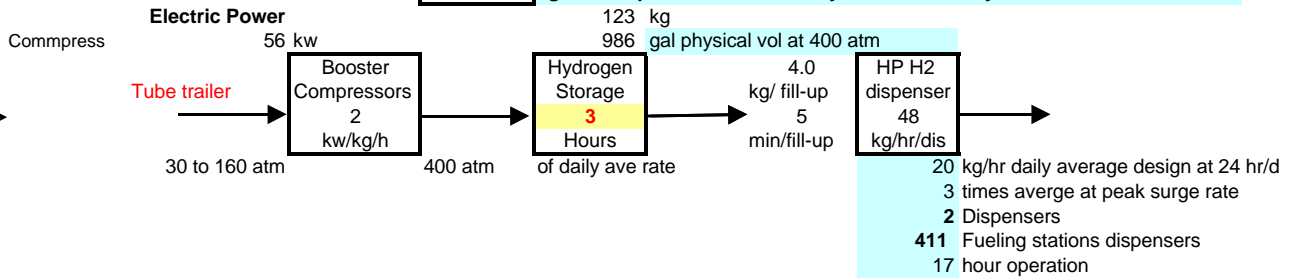 Electric Power
123 kg
Commpress
56 kw
986 gal physical vol at 400 atm
Tube trailer
Booster
Compressors
2
kw/kg/h
Hydrogen
Storage
3
Hours
4.0
kg/ fill-up
5
min/fill-up
HP H2
dispenser
48
kg/hr/dis
30 to 160 atm
400 atm
of daily ave rate
20 kg/hr daily average design at 24 hr/d
3 times averge at peak surge rate
2 Dispensers
411 Fueling stations dispensers
17 hour operation